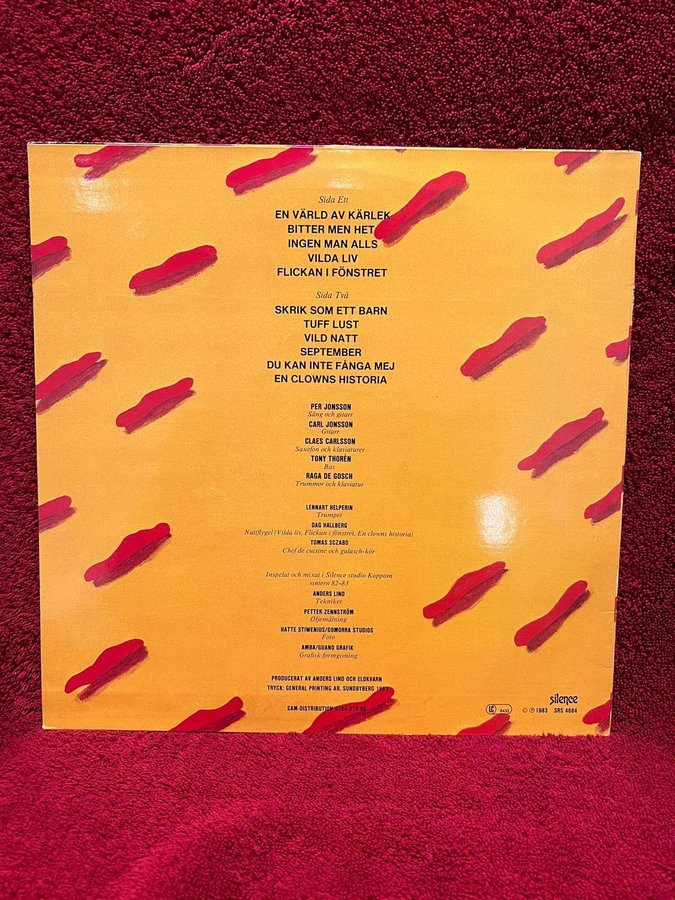 Sida Ett
EN VÄRLD AV KÄRLEK
BITTER MEN HET
INGEN MAN ALLS
VILDA LIV
FLICKAN I FÖNSTRET
Sida Två
SKRIK SOM ETT BARN
TUFF LUST
VILD NATT
SEPTEMBER
DU KAN INTE FÅNGA MEJ
EN CLOWNS HISTORIA
PER JONSSON
Sång och gitarr
CARL JONSSON
Gitarr
CLAES CARLSSON
Saxofon och klaviaturer
TONY THORÉN
Bas
RAGA DE GOSCH
Trummor och klaviatur
LENNART HELPERIN
Trumpet
DAG HALLBERG
Nattflygel (Vilda liv, Flickan i fönstret, En clowns historia)
TOMAS SCZABO
Chef de cuisine och gulasch-kör
Inspelat och mixat i Silence studio Koppom
vintern 82–83
ANDERS LIND
Tekniker
PETTER ZENNSTRÖM
Oljemålning
HATTE STIWENIUS/GOMORRA STUDIOS
Foto
AMBA/GUANO GRAFIK
Grafisk formgivning
PRODUCERAT AV ANDERS LIND OCH ELDKVARN
TRYCK: GENERAL PRINTING AB, SUNDBYBERG 1983
SAM-DISTRIBUTION
LC 8433
© ℗ 1983
silence
SRS 4684